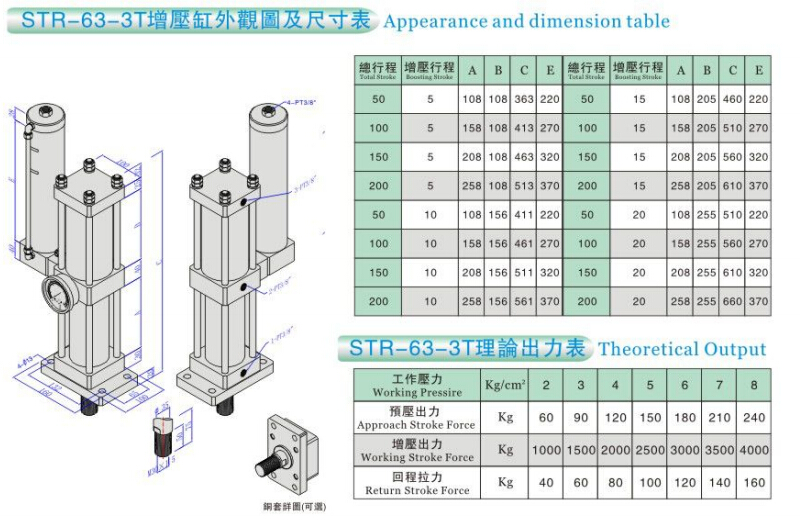 STR-63-3T增壓缸外觀圖及尺寸表 Appearance and dimension table
4-PT3/8"
3-PT3/8"
2-PT3/8"
1-PT3/8"
銅套詳圖(可選)
總行程 增壓行程 A B C E 總行程 增壓行程 A B C E
Total Stroke Boosting Stroke Total Stroke Boosting Stroke
50 5 108 108 363 220 50 15 108 205 460 220
100 5 158 108 413 270 100 15 158 205 510 270
150 5 208 108 463 320 150 15 208 205 560 320
200 5 258 108 513 370 200 15 258 205 610 370
50 10 108 156 411 220 50 20 108 255 510 220
100 10 158 156 461 270 100 20 158 255 560 270
150 10 208 156 511 320 150 20 208 255 610 320
200 10 258 156 561 370 200 20 258 255 660 370
STR-63-3T理論出力表 Theoretical Output
工作壓力
Working Pressire Kg/cm² 2 3 4 5 6 7 8
預壓出力
Approach Stroke Force Kg 60 90 120 150 180 210 240
增壓出力
Working Stroke Force Kg 1000 1500 2000 2500 3000 3500 4000
回程拉力
Return Stroke Force Kg 40 60 80 100 120 140 160